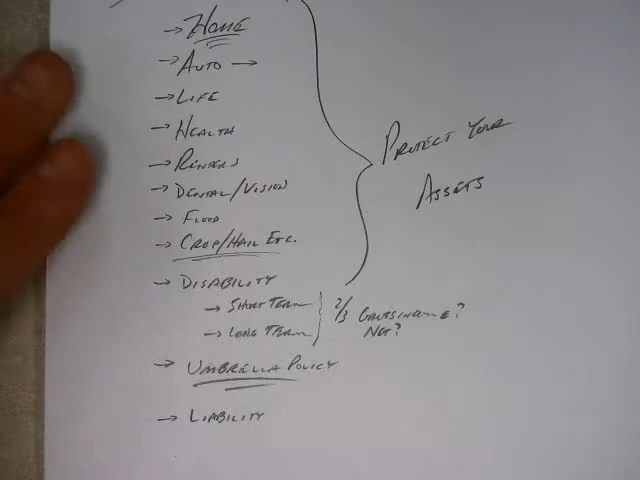 → HOME
→ AUTO →
→ LIFE
→ HEALTH
→ RENTERS
→ DENTAL/VISION
→ FLOOD
→ CROP/HAIL ETC.
→ DISABILITY
→ SHORT TERM
→ LONG TERM
2/3 GROSS INCOME?
NET?
→ UMBRELLA POLICY
→ LIABILITY
PROTECT YOUR
ASSETS